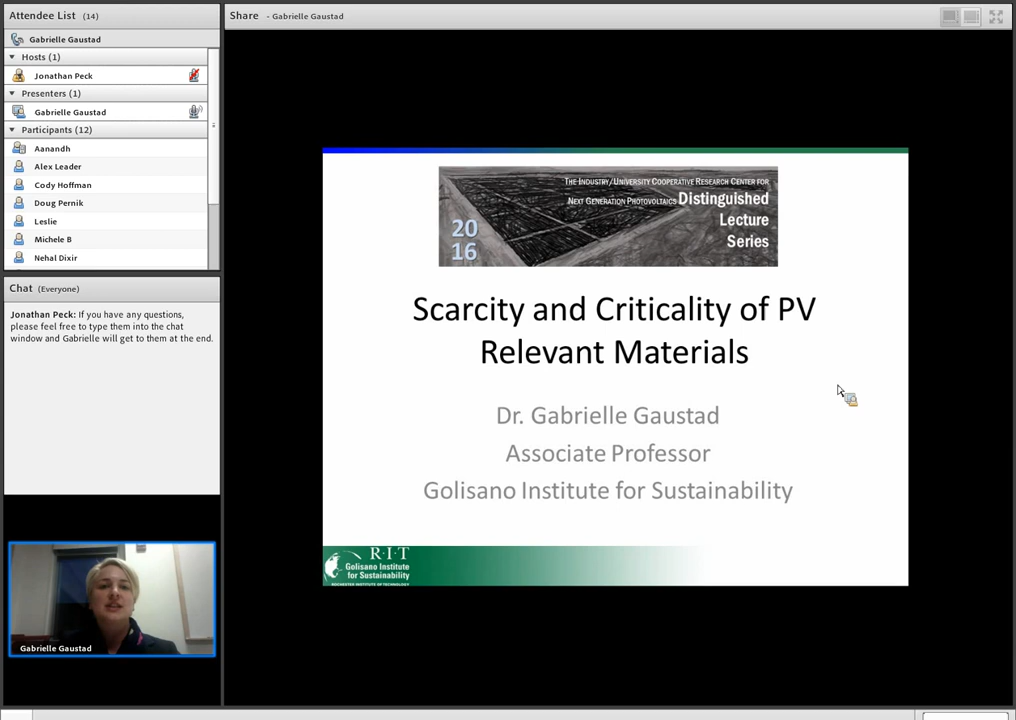 Attendee List (14)
Gabrielle Gaustad
Hosts (1)
Jonathan Peck
Presenters (1)
Gabrielle Gaustad
Participants (12)
Aanandh
Alex Leader
Cody Hoffman
Doug Pernik
Leslie
Michele B
Nehal Dixir
Chat (Everyone)
Jonathan Peck: If you have any questions,
please feel free to type them into the chat
window and Gabrielle will get to them at the end.
Gabrielle Gaustad
Share - Gabrielle Gaustad
The Industry/University Cooperative Research Center for
Next Generation Photovoltaics Distinguished
Lecture
Series
20
16
Scarcity and Criticality of PV
Relevant Materials
Dr. Gabrielle Gaustad
Associate Professor
Golisano Institute for Sustainability
R·I·T
Golisano Institute
for Sustainability
ROCHESTER INSTITUTE OF TECHNOLOGY